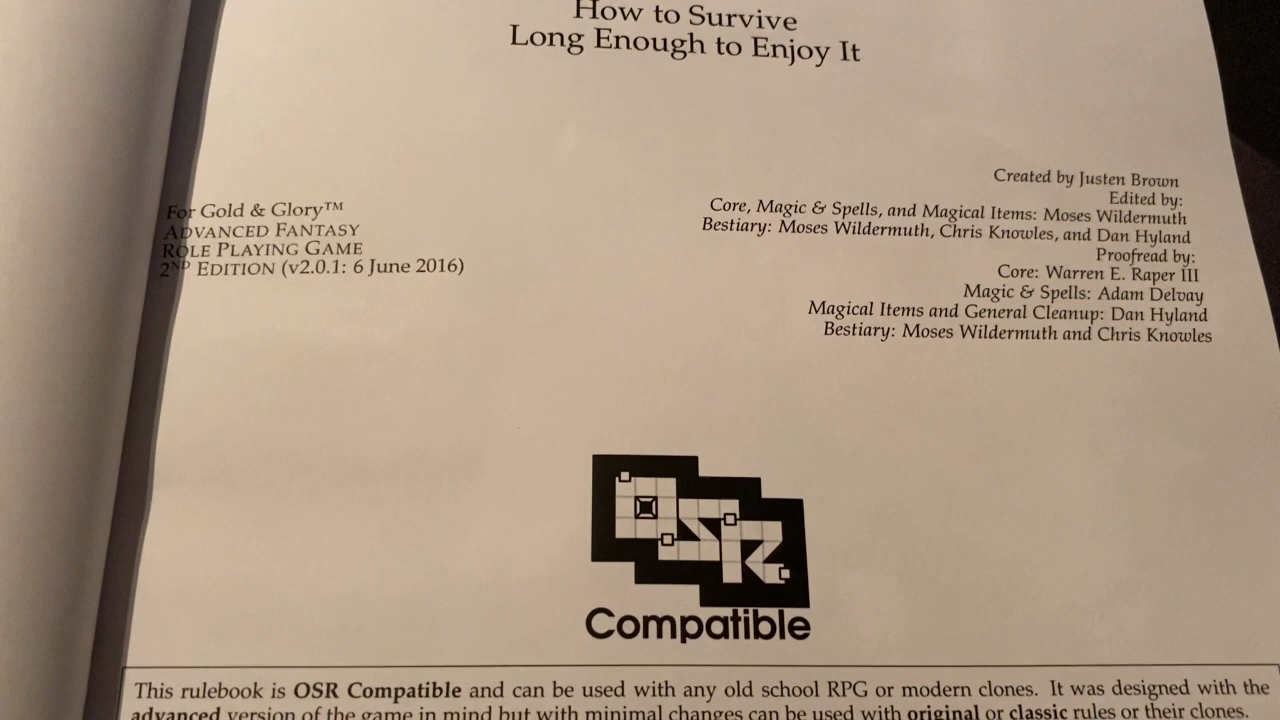 How to Survive
Long Enough to Enjoy It
For Gold & Glory™
ADVANCED FANTASY
ROLE PLAYING GAME
2ND EDITION (v2.0.1: 6 June 2016)
Created by Justen Brown
Edited by:
Core, Magic & Spells, and Magical Items: Moses Wildermuth
Bestiary: Moses Wildermuth, Chris Knowles, and Dan Hyland
Proofread by:
Core: Warren E. Raper III
Magic & Spells: Adam Delvay
Magical Items and General Cleanup: Dan Hyland
Bestiary: Moses Wildermuth and Chris Knowles
OSR
Compatible
This rulebook is OSR Compatible and can be used with any old school RPG or modern clones. It was designed with the
advanced version of the game in mind but with minimal changes can be used with original or classic rules or their clones.